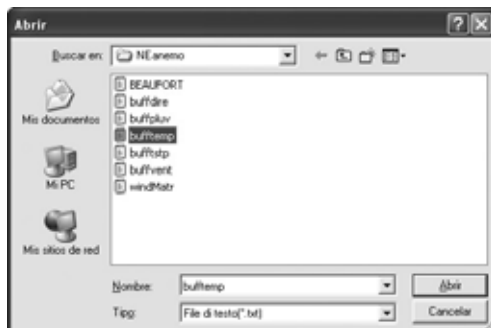 Abrir
Buscar en: NEanemo
BEAUFORT
buffdire
buffpluv
bufftemp
bufftstp
buffvent
windMatr
Mis documentos
Mi PC
Mis sitios de red
Nombre: bufftemp Abrir
Tipo: File di testo(*.txt) Cancelar